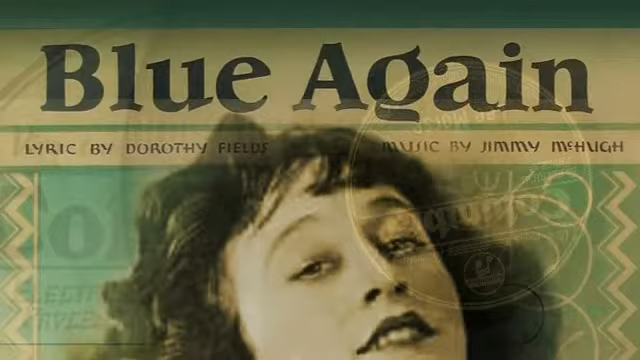 Blue Again
LYRIC BY DOROTHY FIELDS
MUSIC BY JIMMY McHUGH